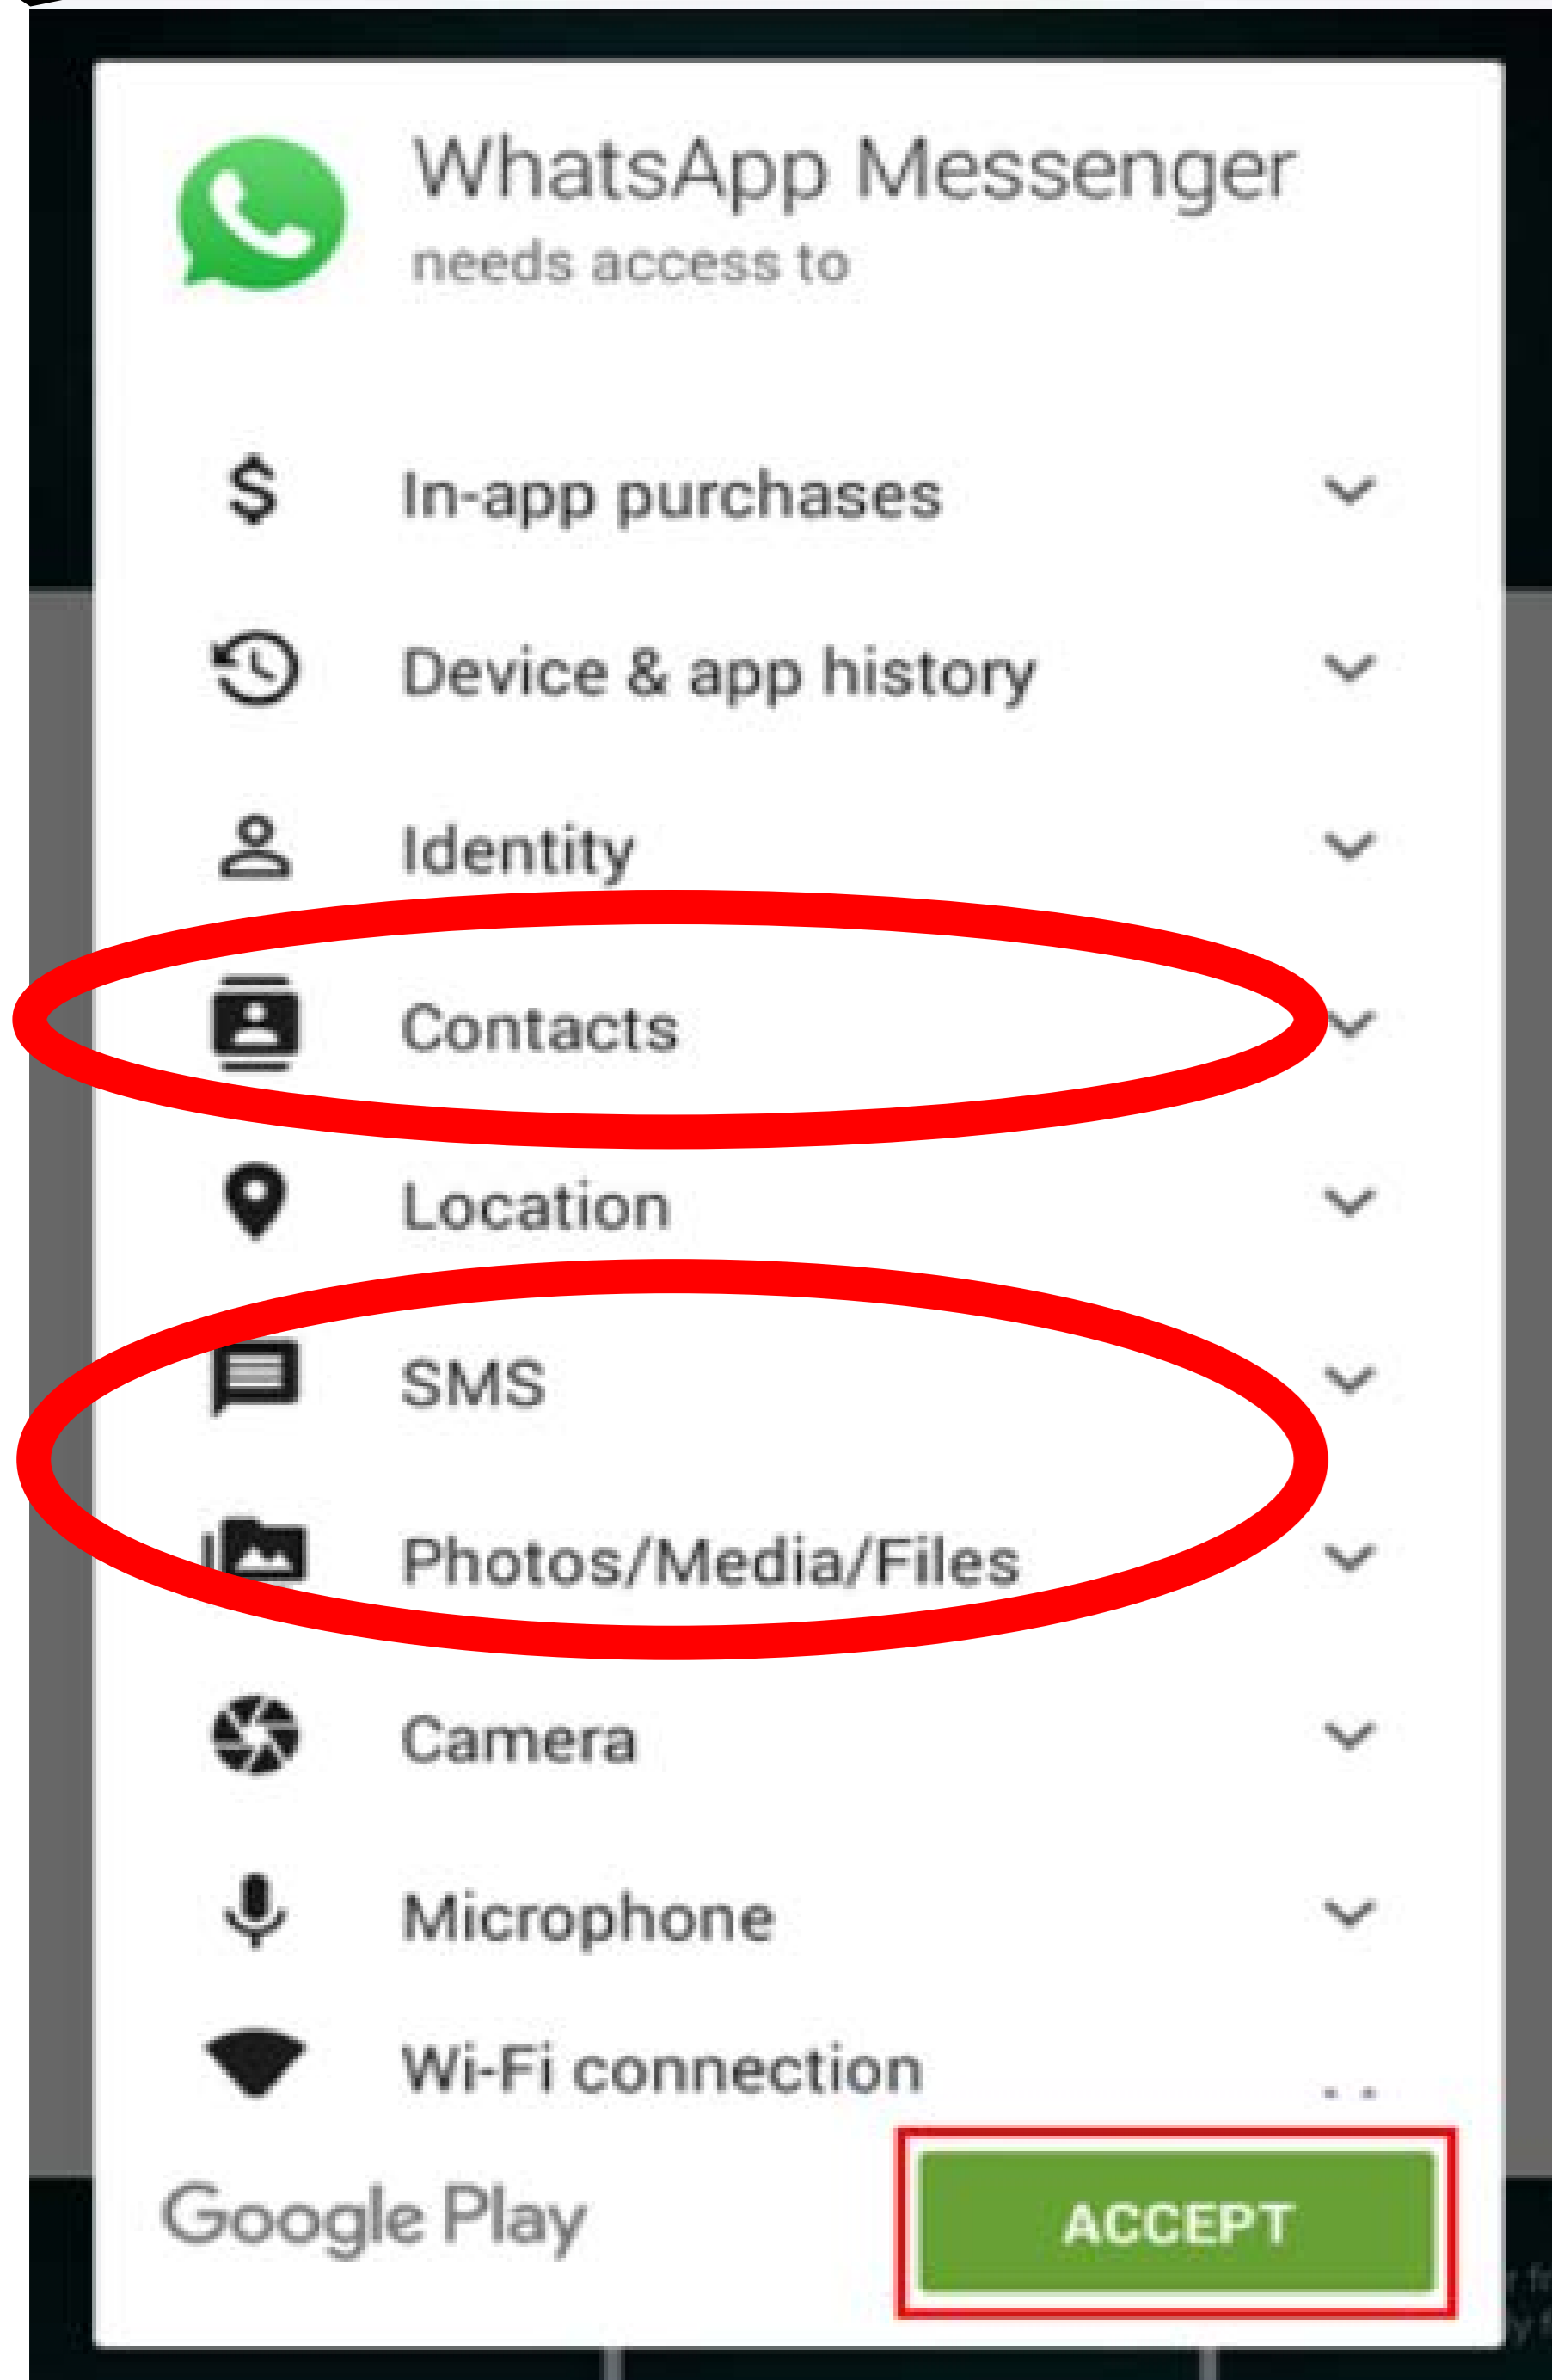 WhatsApp Messenger
needs access to
In-app purchases
Device & app history
Identity
Contacts
Location
SMS
Photos/Media/Files
Camera
Microphone
Wi-Fi connection
Google Play
ACCEPT